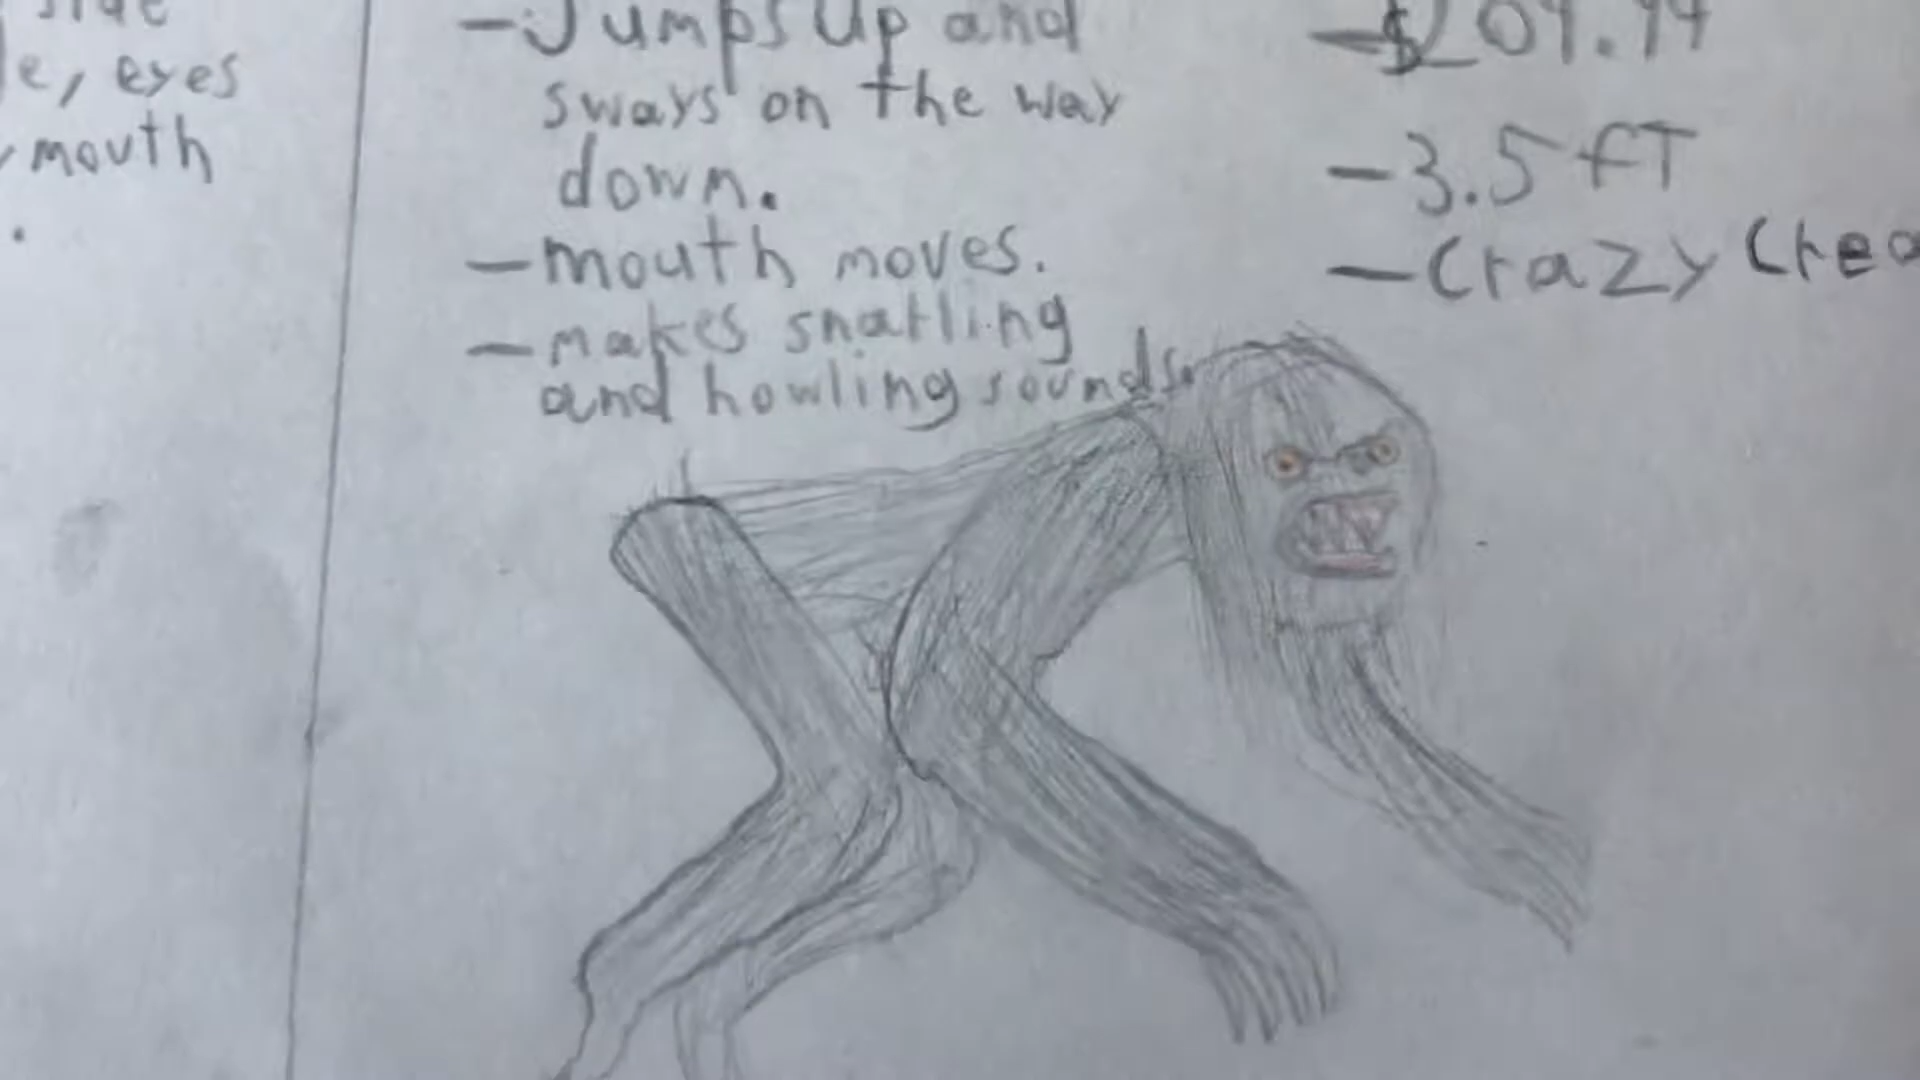 e, eyes
mouth
.
-Jumps up and
sways on the way
down.
-mouth moves.
-makes snarling
and howling sounds.
-3.5 fT
-Crazy